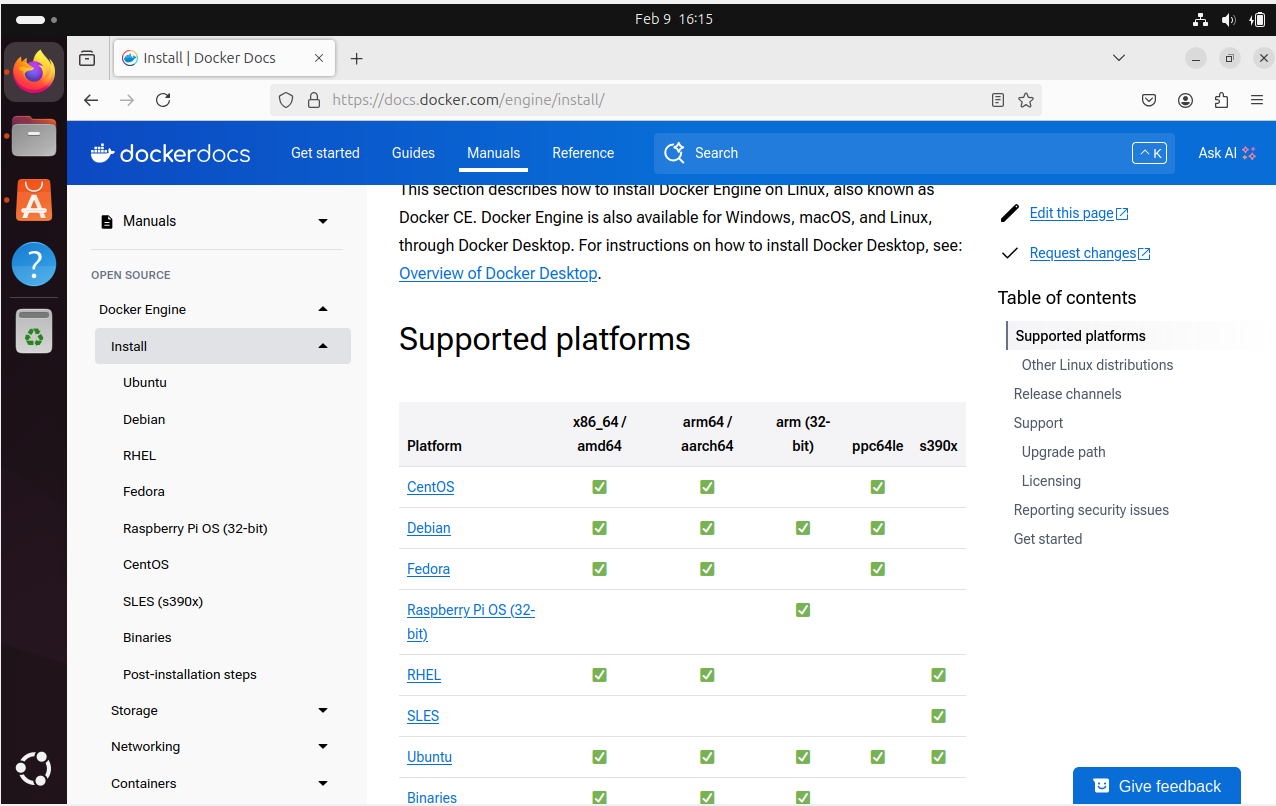 Feb 9 16:15
Install | Docker Docs
https://docs.docker.com/engine/install/
dockerdocs
Get started
Guides
Manuals
Reference
Search
^ K
Ask AI
Manuals
OPEN SOURCE
Docker Engine
Install
Ubuntu
Debian
RHEL
Fedora
Raspberry Pi OS (32-bit)
CentOS
SLES (s390x)
Binaries
Post-installation steps
Storage
Networking
Containers
This section describes how to install Docker Engine on Linux, also known as
Docker CE. Docker Engine is also available for Windows, macOS, and Linux,
through Docker Desktop. For instructions on how to install Docker Desktop, see:
Overview of Docker Desktop.
Supported platforms
Platform x86_64 / amd64 arm64 / aarch64 arm (32-bit) ppc64le s390x
CentOS ✅ ✅ ✅
Debian ✅ ✅ ✅ ✅
Fedora ✅ ✅ ✅
Raspberry Pi OS (32-
bit) ✅
RHEL ✅ ✅ ✅
SLES ✅
Ubuntu ✅ ✅ ✅ ✅ ✅
Binaries ✅ ✅ ✅
Edit this page
Request changes
Table of contents
Supported platforms
Other Linux distributions
Release channels
Support
Upgrade path
Licensing
Reporting security issues
Get started
Give feedback